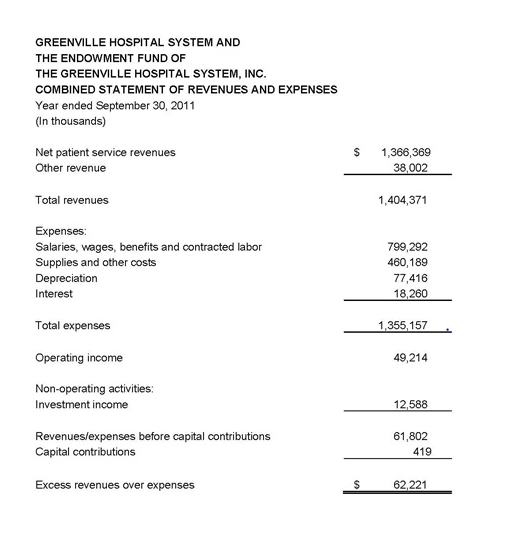 GREENVILLE HOSPITAL SYSTEM AND
THE ENDOWMENT FUND OF
THE GREENVILLE HOSPITAL SYSTEM, INC.
COMBINED STATEMENT OF REVENUES AND EXPENSES
Year ended September 30, 2011
(In thousands)
Net patient service revenues $ 1,366,369
Other revenue 38,002
Total revenues 1,404,371
Expenses:
Salaries, wages, benefits and contracted labor 799,292
Supplies and other costs 460,189
Depreciation 77,416
Interest 18,260
Total expenses 1,355,157
Operating income 49,214
Non-operating activities:
Investment income 12,588
Revenues/expenses before capital contributions 61,802
Capital contributions 419
Excess revenues over expenses $ 62,221